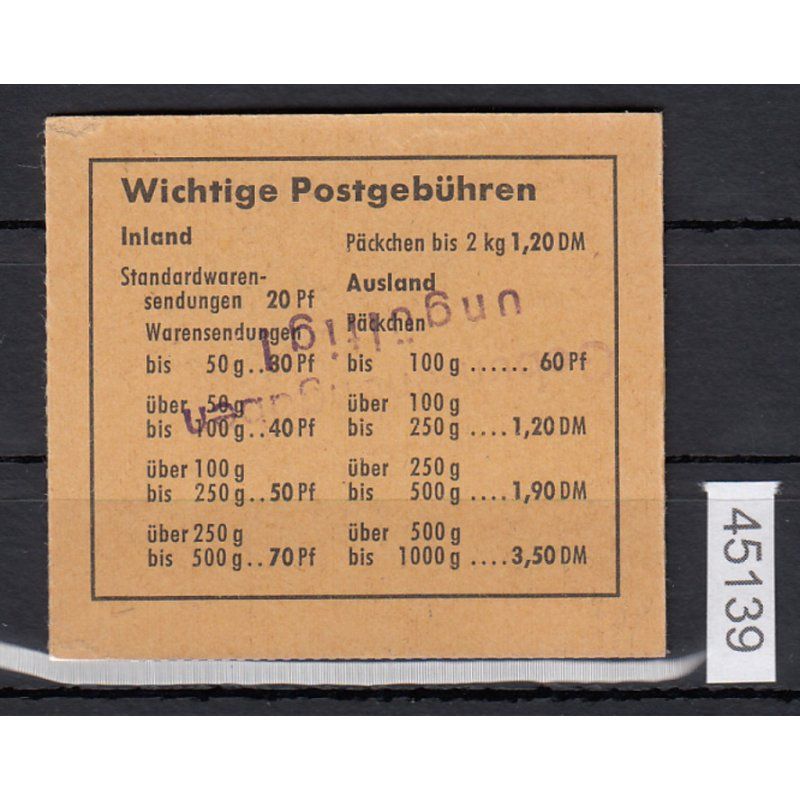 Wichtige Postgebühren
Inland
Standardwaren-
sendungen 20 Pf
Warensendungen
bis 50 g..30 Pf
über 50 g
bis 100 g..40 Pf
über 100 g
bis 250 g..50 Pf
über 250 g
bis 500 g..70 Pf
Päckchen bis 2 kg 1,20 DM
Ausland
Päckchen
bis 100 g ...... 60 Pf
über 100 g
bis 250 g ....1,20 DM
über 250 g
bis 500 g ....1,90 DM
über 500 g
bis 1000 g ....3,50 DM
ungültig!
45139